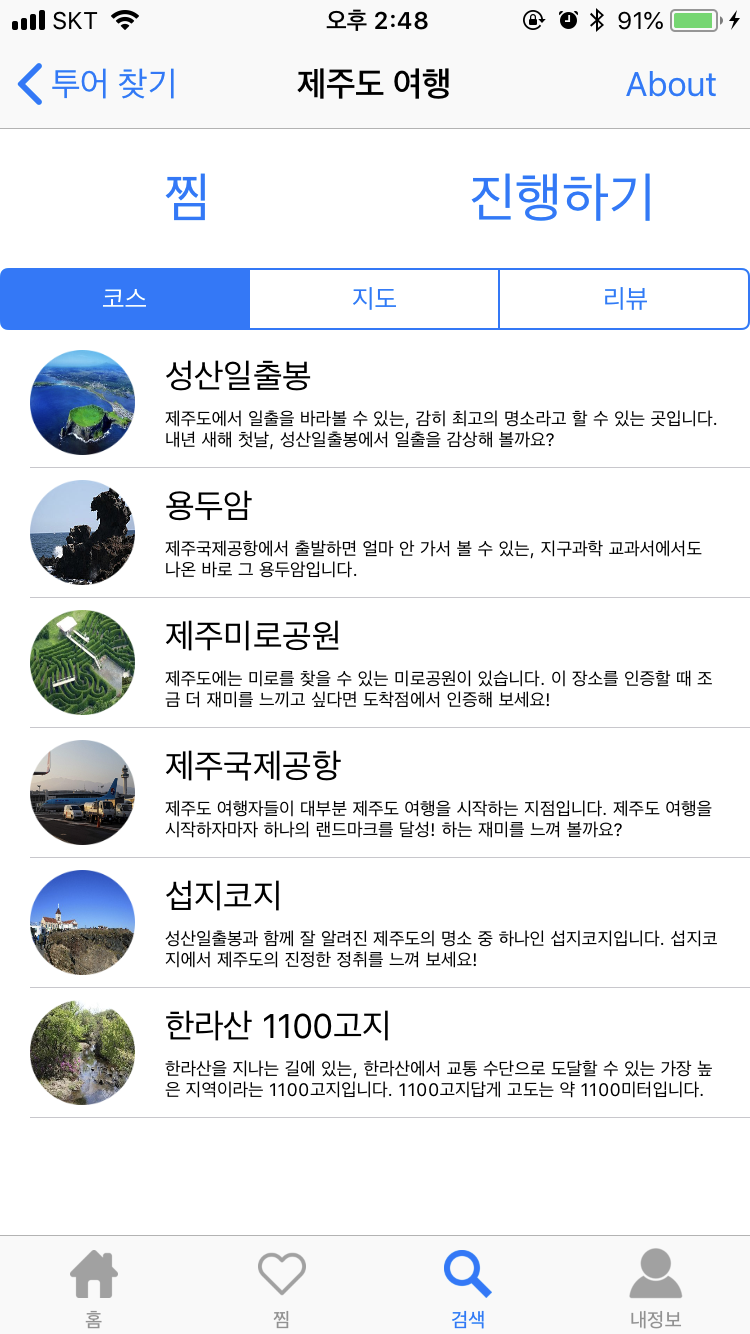 SKT 오후 2:48 91%
투어 찾기 제주도 여행 About
찜 진행하기
코스 지도 리뷰
성산일출봉
제주도에서 일출을 바라볼 수 있는, 감히 최고의 명소라고 할 수 있는 곳입니다.
내년 새해 첫날, 성산일출봉에서 일출을 감상해 볼까요?
용두암
제주국제공항에서 출발하면 얼마 안 가서 볼 수 있는, 지구과학 교과서에서도
나온 바로 그 용두암입니다.
제주미로공원
제주도에는 미로를 찾을 수 있는 미로공원이 있습니다. 이 장소를 인증할 때 조
금 더 재미를 느끼고 싶다면 도착점에서 인증해 보세요!
제주국제공항
제주도 여행자들이 대부분 제주도 여행을 시작하는 지점입니다. 제주도 여행을
시작하자마자 하나의 랜드마크를 달성! 하는 재미를 느껴 볼까요?
섭지코지
성산일출봉과 함께 잘 알려진 제주도의 명소 중 하나인 섭지코지입니다. 섭지코
지에서 제주도의 진정한 정취를 느껴 보세요!
한라산 1100고지
한라산을 지나는 길에 있는, 한라산에서 교통 수단으로 도달할 수 있는 가장 높
은 지역이라는 1100고지입니다. 1100고지답게 고도는 약 1100미터입니다.
홈 찜 검색 내정보